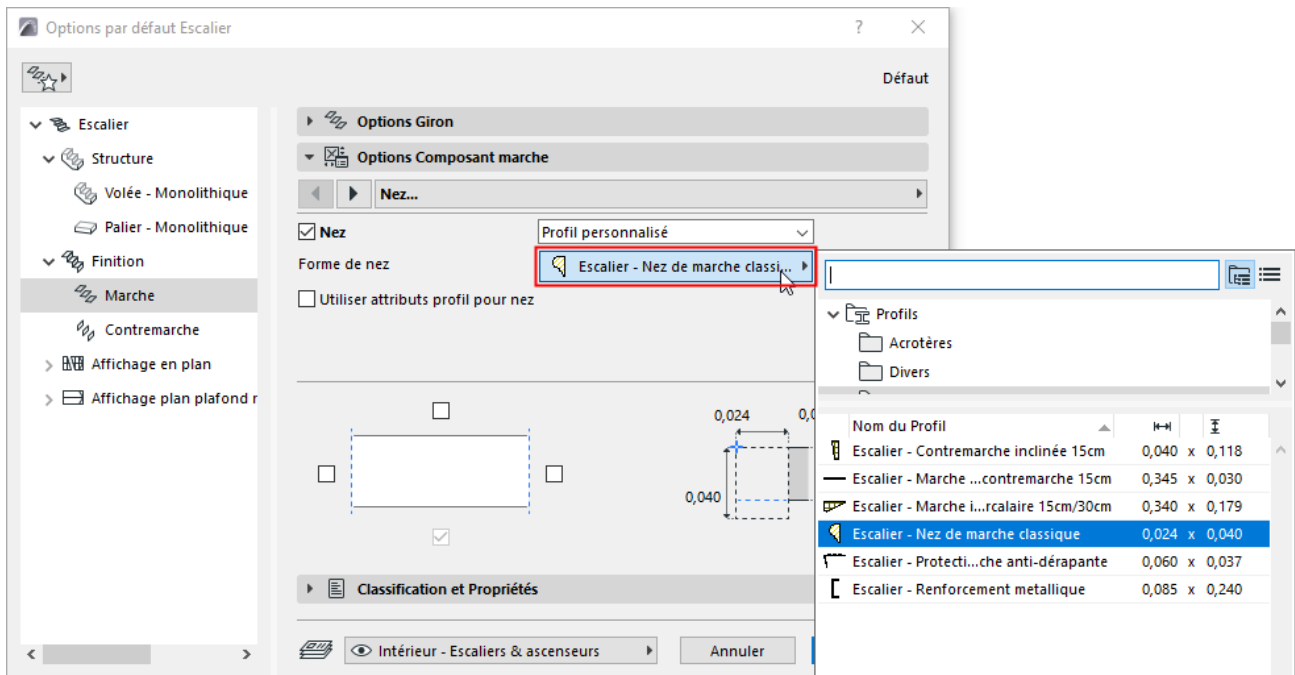 Options par défaut Escalier
?
Défaut
Escalier
Structure
Volée - Monolithique
Palier - Monolithique
Finition
Marche
Contremarche
Affichage en plan
Affichage plan plafond r
Options Giron
Options Composant marche
Nez...
Nez
Profil personnalisé
Forme de nez
Escalier - Nez de marche classi...
Utiliser attributs profil pour nez
0,024
0,0
0,040
Classification et Propriétés
Intérieur - Escaliers & ascenseurs
Annuler
Profils
Acrotères
Divers
Nom du Profil
Escalier - Contremarche inclinée 15cm 0,040 x 0,118
Escalier - Marche ...contremarche 15cm 0,345 x 0,030
Escalier - Marche i...rcalaire 15cm/30cm 0,340 x 0,179
Escalier - Nez de marche classique 0,024 x 0,040
Escalier - Protecti...che anti-dérapante 0,060 x 0,037
Escalier - Renforcement metallique 0,085 x 0,240